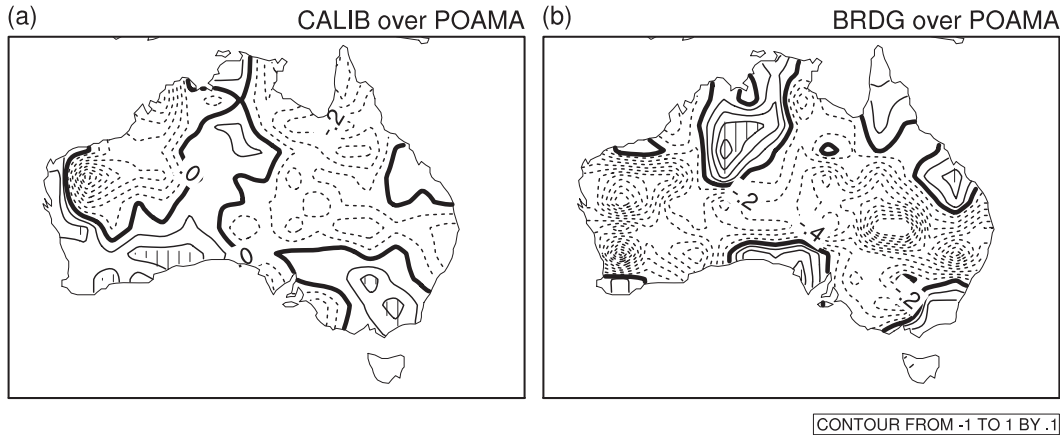 (a) CALIB over POAMA
(b) BRDG over POAMA
-.2
0
.0
.2
.4
.2
CONTOUR FROM -1 TO 1 BY .1